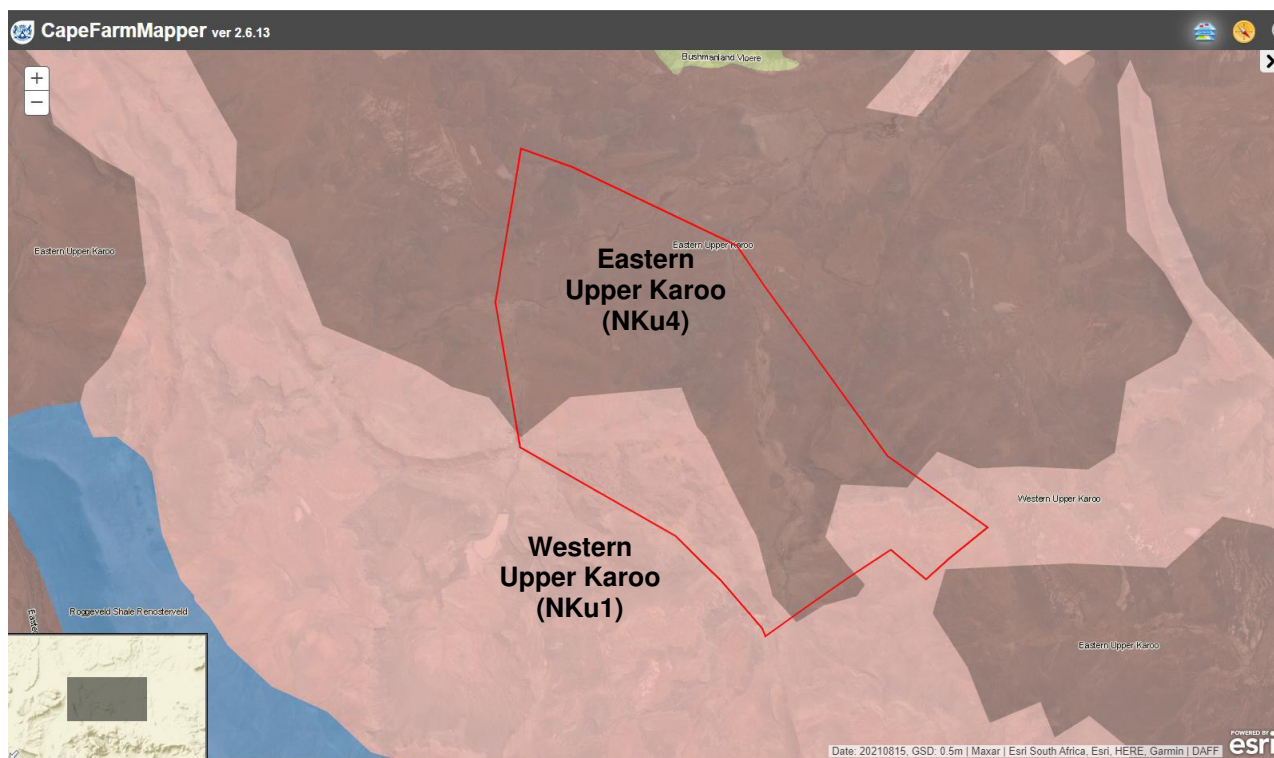 CapeFarmMapper ver 2.6.13
+
−
Bushmanland Vloere
Eastern Upper Karoo
Eastern Upper Karoo
Eastern
Upper Karoo
(NKu4)
Western Upper Karoo
Western
Upper Karoo
(NKu1)
Roggeveld Shale Renosterveld
Eastern Upper Karoo
Date: 20210815, GSD: 0.5m | Maxar | Esri South Africa, Esri, HERE, Garmin | DAFF
POWERED BY
esri